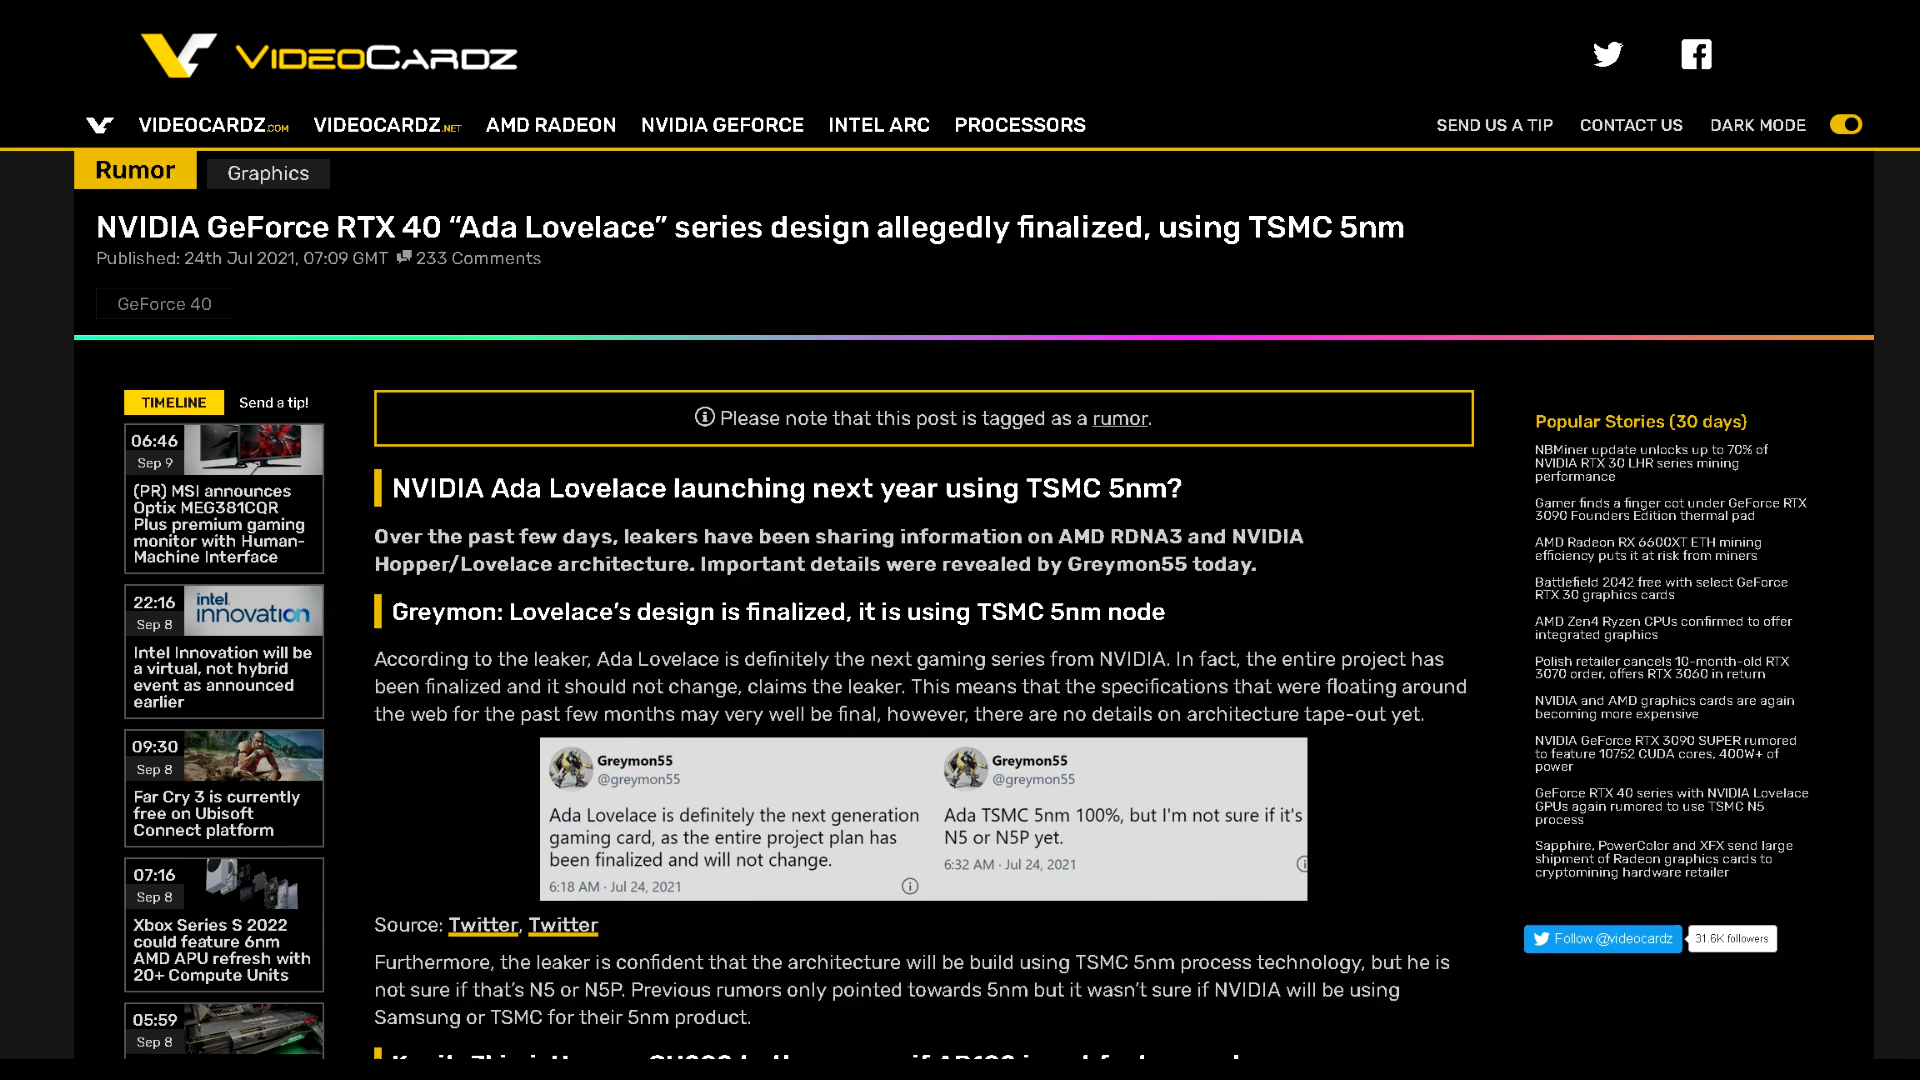 VIDEOCARDZ
VIDEOCARDZ.COM VIDEOCARDZ.NET AMD RADEON NVIDIA GEFORCE INTEL ARC PROCESSORS SEND US A TIP CONTACT US DARK MODE
Rumor
Graphics
NVIDIA GeForce RTX 40 “Ada Lovelace” series design allegedly finalized, using TSMC 5nm
Published: 24th Jul 2021, 07:09 GMT 233 Comments
GeForce 40
TIMELINE
Send a tip!
06:46
Sep 9
(PR) MSI announces
Optix MEG381CQR
Plus premium gaming
monitor with Human-
Machine Interface
22:16
Sep 8
intel
innovation
Intel Innovation will be
a virtual, not hybrid
event as announced
earlier
09:30
Sep 8
Far Cry 3 is currently
free on Ubisoft
Connect platform
07:16
Sep 8
Xbox Series S 2022
could feature 6nm
AMD APU refresh with
20+ Compute Units
05:59
Sep 8
Please note that this post is tagged as a rumor.
NVIDIA Ada Lovelace launching next year using TSMC 5nm?
Over the past few days, leakers have been sharing information on AMD RDNA3 and NVIDIA
Hopper/Lovelace architecture. Important details were revealed by Greymon55 today.
Greymon: Lovelace’s design is finalized, it is using TSMC 5nm node
According to the leaker, Ada Lovelace is definitely the next gaming series from NVIDIA. In fact, the entire project has
been finalized and it should not change, claims the leaker. This means that the specifications that were floating around
the web for the past few months may very well be final, however, there are no details on architecture tape-out yet.
Greymon55
@greymon55
Ada Lovelace is definitely the next generation
gaming card, as the entire project plan has
been finalized and will not change.
6:18 AM · Jul 24, 2021
Greymon55
@greymon55
Ada TSMC 5nm 100%, but I'm not sure if it's
N5 or N5P yet.
6:32 AM · Jul 24, 2021
Source: Twitter, Twitter
Furthermore, the leaker is confident that the architecture will be build using TSMC 5nm process technology, but he is
not sure if that’s N5 or N5P. Previous rumors only pointed towards 5nm but it wasn’t sure if NVIDIA will be using
Samsung or TSMC for their 5nm product.
Popular Stories (30 days)
NBMiner update unlocks up to 70% of
NVIDIA RTX 30 LHR series mining
performance
Gamer finds a finger cot under GeForce RTX
3090 Founders Edition thermal pad
AMD Radeon RX 6600XT ETH mining
efficiency puts it at risk from miners
Battlefield 2042 free with select GeForce
RTX 30 graphics cards
AMD Zen4 Ryzen CPUs confirmed to offer
integrated graphics
Polish retailer cancels 10-month-old RTX
3070 order, offers RTX 3060 in return
NVIDIA and AMD graphics cards are again
becoming more expensive
NVIDIA GeForce RTX 3090 SUPER rumored
to feature 10752 CUDA cores, 400W+ of
power
GeForce RTX 40 series with NVIDIA Lovelace
GPUs again rumored to use TSMC N5
process
Sapphire, PowerColor and XFX send large
shipment of Radeon graphics cards to
cryptomining hardware retailer
Follow @videocardz
31.6K followers